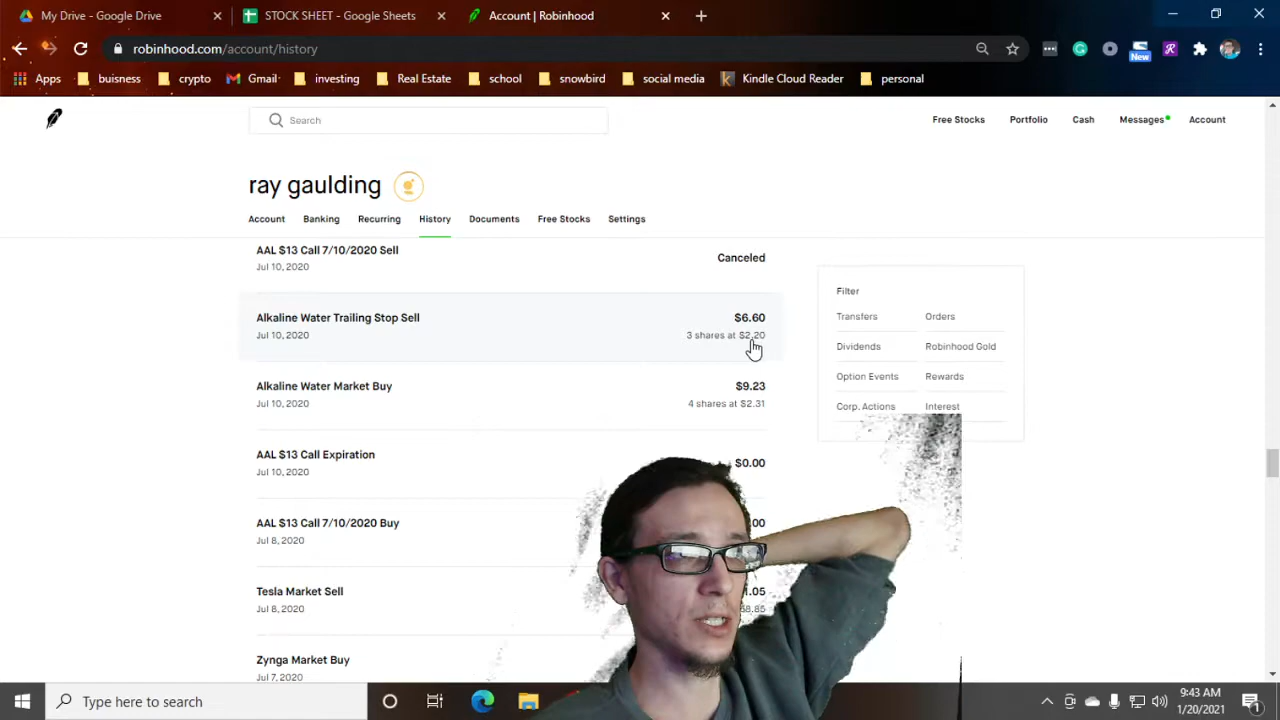 My Drive - Google Drive
STOCK SHEET - Google Sheets
Account | Robinhood
robinhood.com/account/history
New
Apps
buisness
crypto
Gmail
investing
Real Estate
school
snowbird
social media
Kindle Cloud Reader
personal
Search
Free Stocks
Portfolio
Cash
Messages
Account
ray gaulding
Account
Banking
Recurring
History
Documents
Free Stocks
Settings
AAL $13 Call 7/10/2020 Sell
Canceled
Jul 10, 2020
Alkaline Water Trailing Stop Sell
$6.60
Jul 10, 2020
3 shares at $2.20
Alkaline Water Market Buy
$9.23
Jul 10, 2020
4 shares at $2.31
AAL $13 Call Expiration
$0.00
Jul 10, 2020
AAL $13 Call 7/10/2020 Buy
Jul 8, 2020
Tesla Market Sell
Jul 8, 2020
Zynga Market Buy
Jul 7, 2020
Filter
Transfers
Orders
Dividends
Robinhood Gold
Option Events
Rewards
Corp. Actions
Interest
Type here to search
9:43 AM
1/20/2021
1